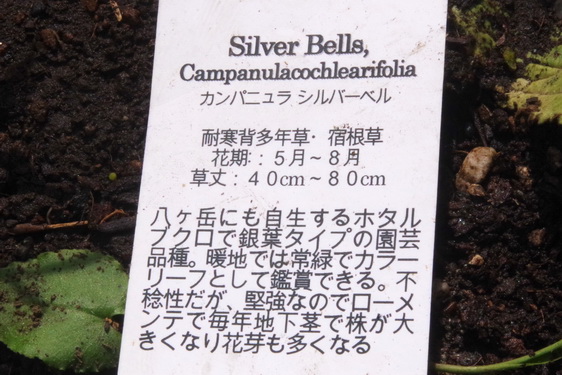 Silver Bells,
Campanulacochlearifolia
カンパニュラ シルバーベル
耐寒背多年草・宿根草
花期：：５月～８月
草丈：４０cm～８０cm
八ヶ岳にも自生するホタル
ブクロで銀葉タイプの園芸
品種。暖地では常緑でカラー
リーフとして鑑賞できる。不
稔性だが、堅強なのでローメ
ンテで毎年地下茎で株が大
きくなり花芽も多くなる